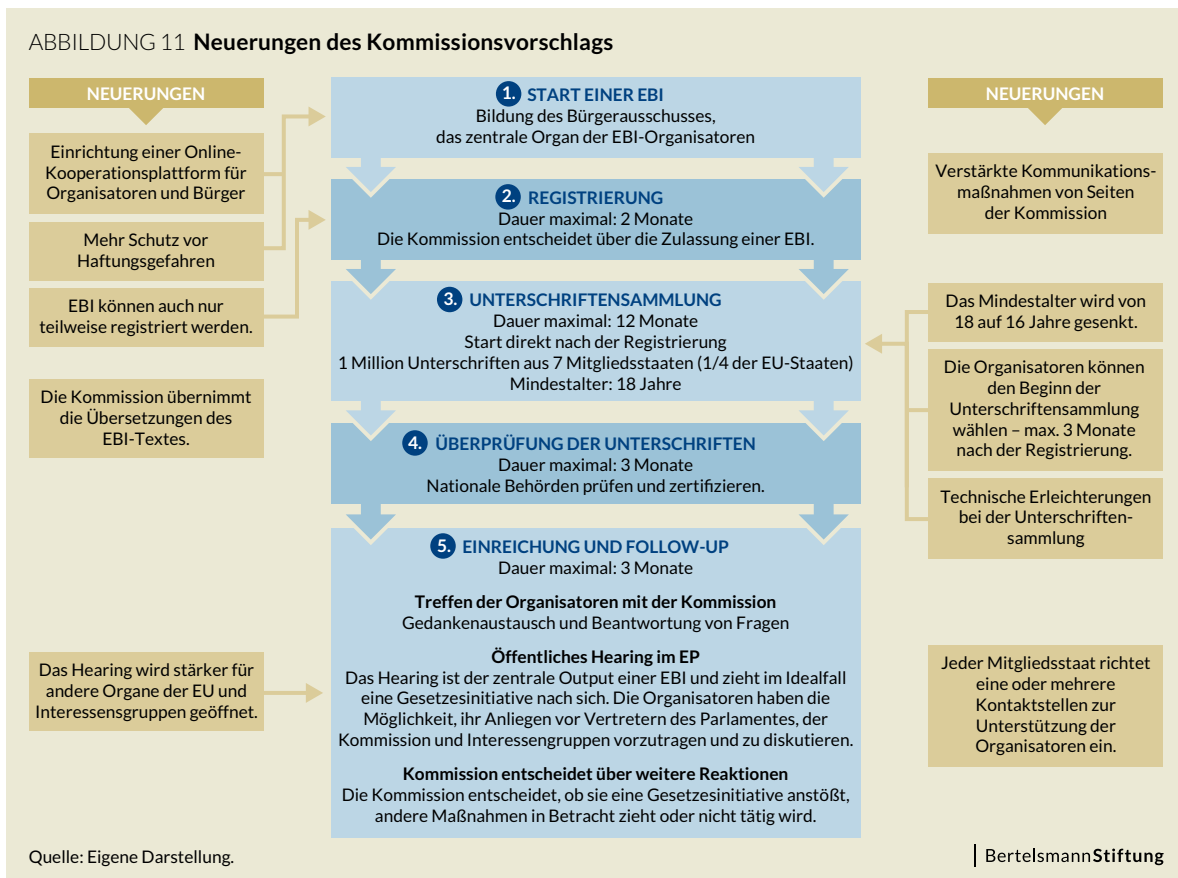 ABBILDUNG 11 Neuerungen des Kommissionsvorschlags
NEUERUNGEN
Einrichtung einer Online-
Kooperationsplattform für
Organisatoren und Bürger
Mehr Schutz vor
Haftungsgefahren
EBI können auch nur
teilweise registriert werden.
Die Kommission übernimmt
die Übersetzungen des
EBI-Textes.
Das Hearing wird stärker für
andere Organe der EU und
Interessensgruppen geöffnet.
1. START EINER EBI
Bildung des Bürgerausschusses,
das zentrale Organ der EBI-Organisatoren
2. REGISTRIERUNG
Dauer maximal: 2 Monate
Die Kommission entscheidet über die Zulassung einer EBI.
3. UNTERSCHRIFTENSAMMLUNG
Dauer maximal: 12 Monate
Start direkt nach der Registrierung
1 Million Unterschriften aus 7 Mitgliedsstaaten (1/4 der EU-Staaten)
Mindestalter: 18 Jahre
4. ÜBERPRÜFUNG DER UNTERSCHRIFTEN
Dauer maximal: 3 Monate
Nationale Behörden prüfen und zertifizieren.
5. EINREICHUNG UND FOLLOW-UP
Dauer maximal: 3 Monate
Treffen der Organisatoren mit der Kommission
Gedankenaustausch und Beantwortung von Fragen
Öffentliches Hearing im EP
Das Hearing ist der zentrale Output einer EBI und zieht im Idealfall
eine Gesetzesinitiative nach sich. Die Organisatoren haben die
Möglichkeit, ihr Anliegen vor Vertretern des Parlamentes, der
Kommission und Interessengruppen vorzutragen und zu diskutieren.
Kommission entscheidet über weitere Reaktionen
Die Kommission entscheidet, ob sie eine Gesetzesinitiative anstößt,
andere Maßnahmen in Betracht zieht oder nicht tätig wird.
NEUERUNGEN
Verstärkte Kommunikations-
maßnahmen von Seiten
der Kommission
Das Mindestalter wird von
18 auf 16 Jahre gesenkt.
Die Organisatoren können
den Beginn der
Unterschriftensammlung
wählen – max. 3 Monate
nach der Registrierung.
Technische Erleichterungen
bei der Unterschriften-
sammlung
Jeder Mitgliedsstaat richtet
eine oder mehrere
Kontaktstellen zur
Unterstützung der
Organisatoren ein.
Quelle: Eigene Darstellung.
BertelsmannStiftung